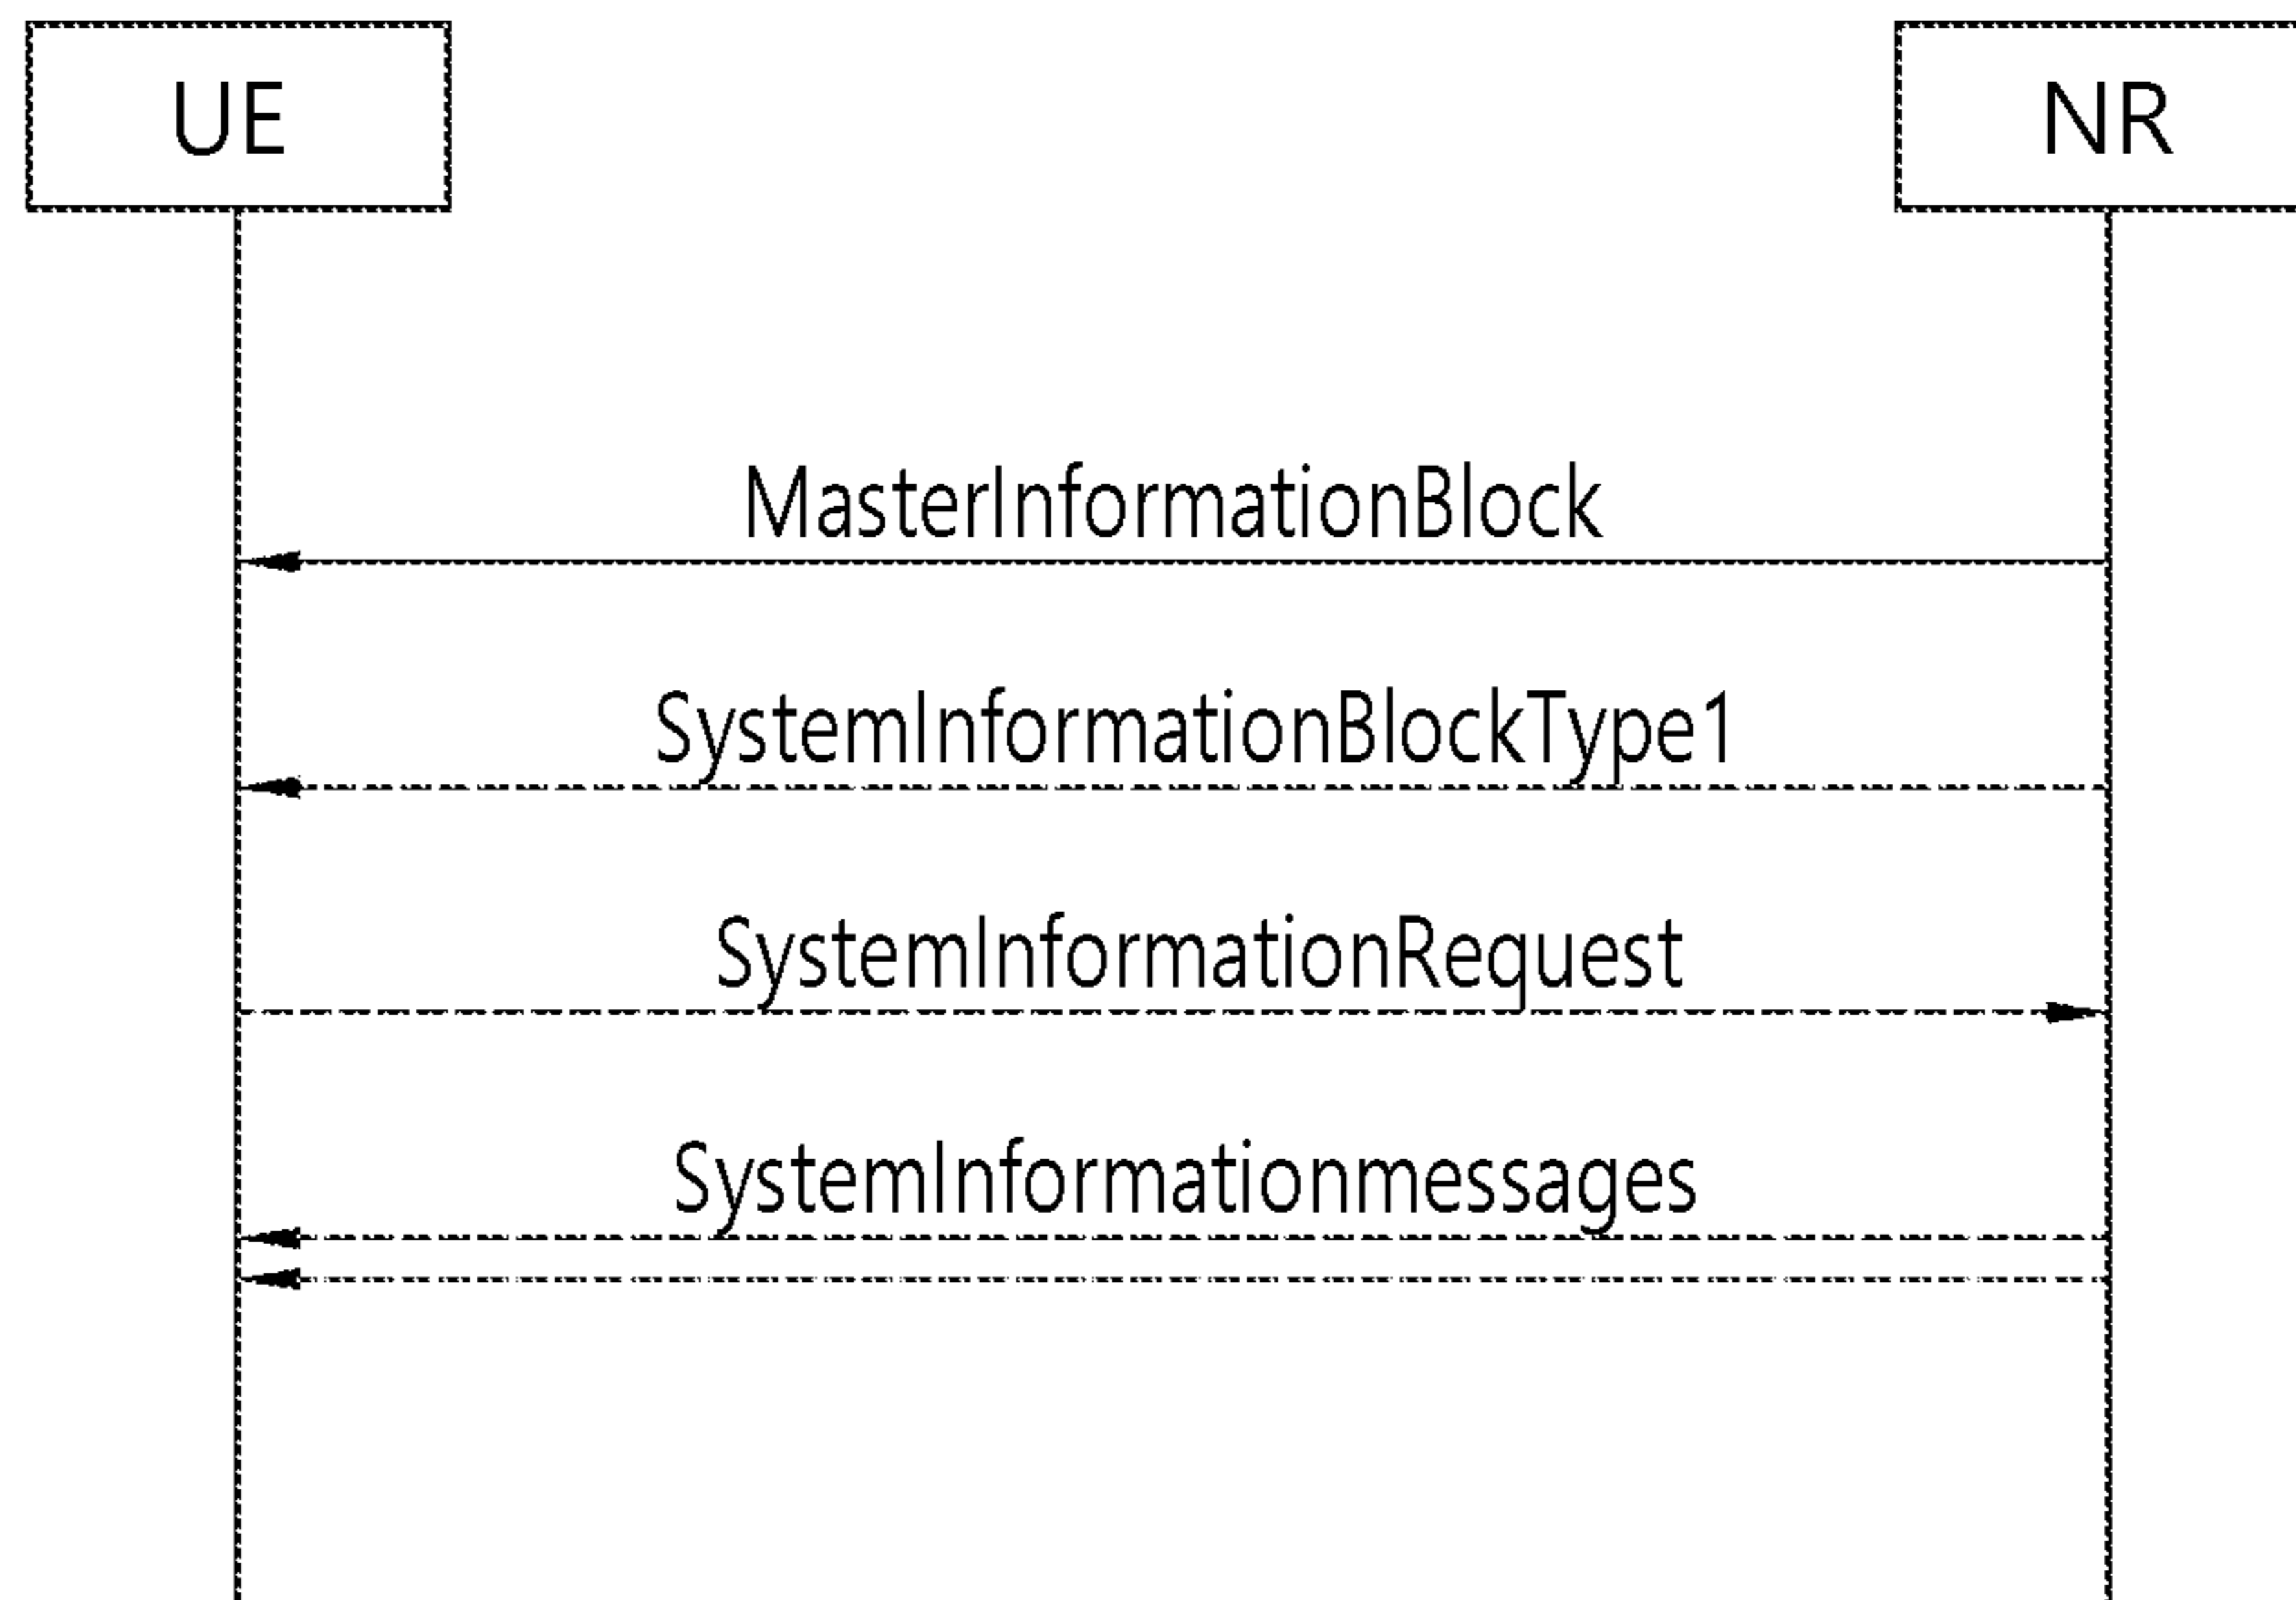 UE
NR
MasterInformationBlock
SystemInformationBlockType1
SystemInformationRequest
SystemInformationmessages